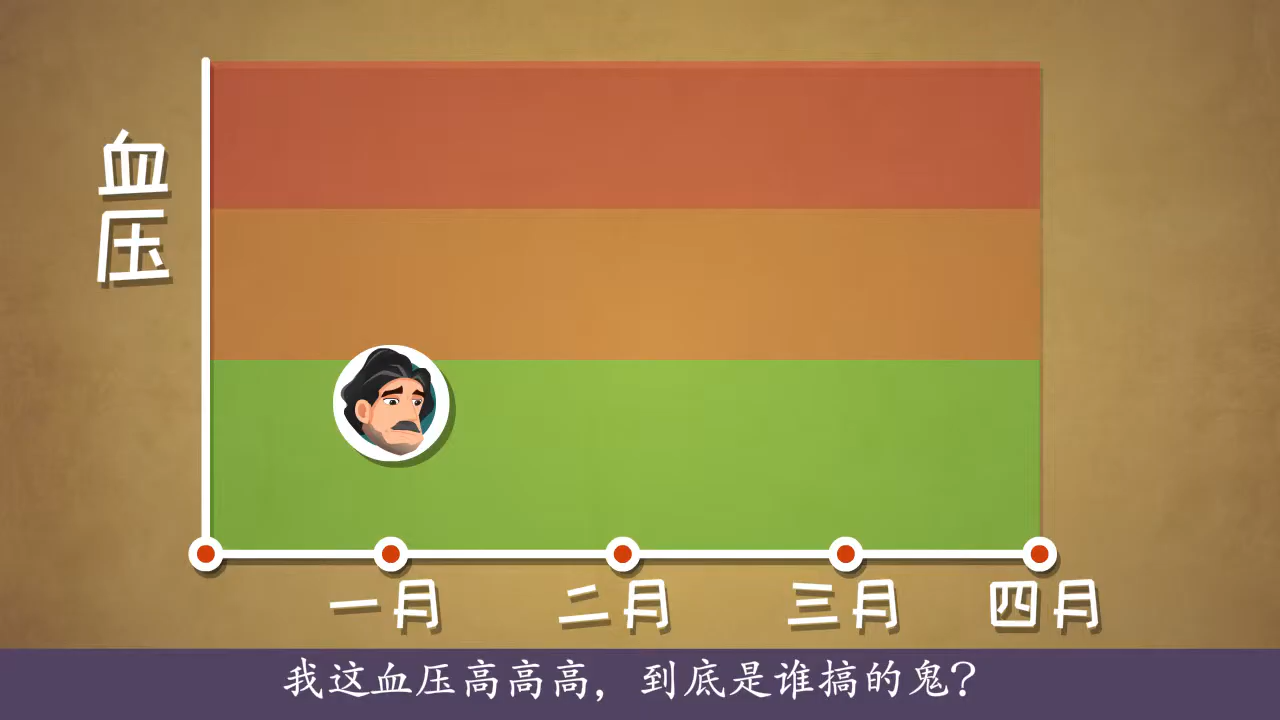 血压
一月
二月
三月
四月
我这血压高高高，到底是谁搞的鬼？